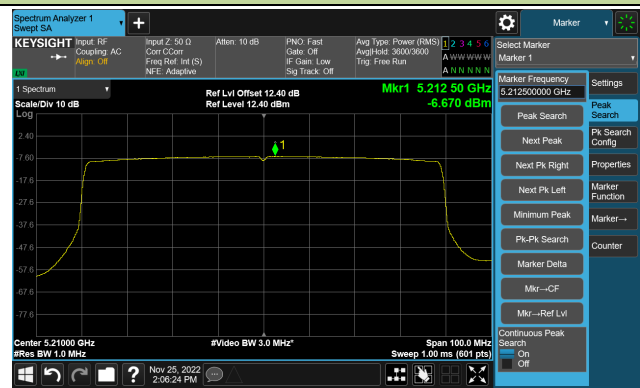 Spectrum Analyzer 1
Swept SA
Marker
KEYSIGHT
Input: RF
Coupling: AC
Align: Off
Input Z: 50 Ω
Corr CCorr
Freq Ref: Int (S)
NFE: Adaptive
Atten: 10 dB
PNO: Fast
Gate: Off
IF Gain: Low
Sig Track: Off
Avg Type: Power (RMS)
Avg|Hold: 3600/3600
Trig: Free Run
1 2 3 4 5 6
A W W W W W
A N N N N N
Select Marker
Marker 1
1 Spectrum
Scale/Div 10 dB
Log
Ref Lvl Offset 12.40 dB
Ref Level 12.40 dBm
Mkr1 5.212 50 GHz
-6.670 dBm
1
2.40
-7.60
-17.6
-27.6
-37.6
-47.6
-57.6
-67.6
-77.6
Center 5.21000 GHz
#Res BW 1.0 MHz
#Video BW 3.0 MHz*
Span 100.0 MHz
Sweep 1.00 ms (601 pts)
Marker Frequency
5.212500000 GHz
Peak Search
Next Peak
Next Pk Right
Next Pk Left
Minimum Peak
Pk-Pk Search
Marker Delta
Mkr→CF
Mkr→Ref Lvl
Continuous Peak
Search
On
Off
Settings
Peak
Search
Pk Search
Config
Properties
Marker
Function
Marker→
Counter
?
Nov 25, 2022
2:06:24 PM